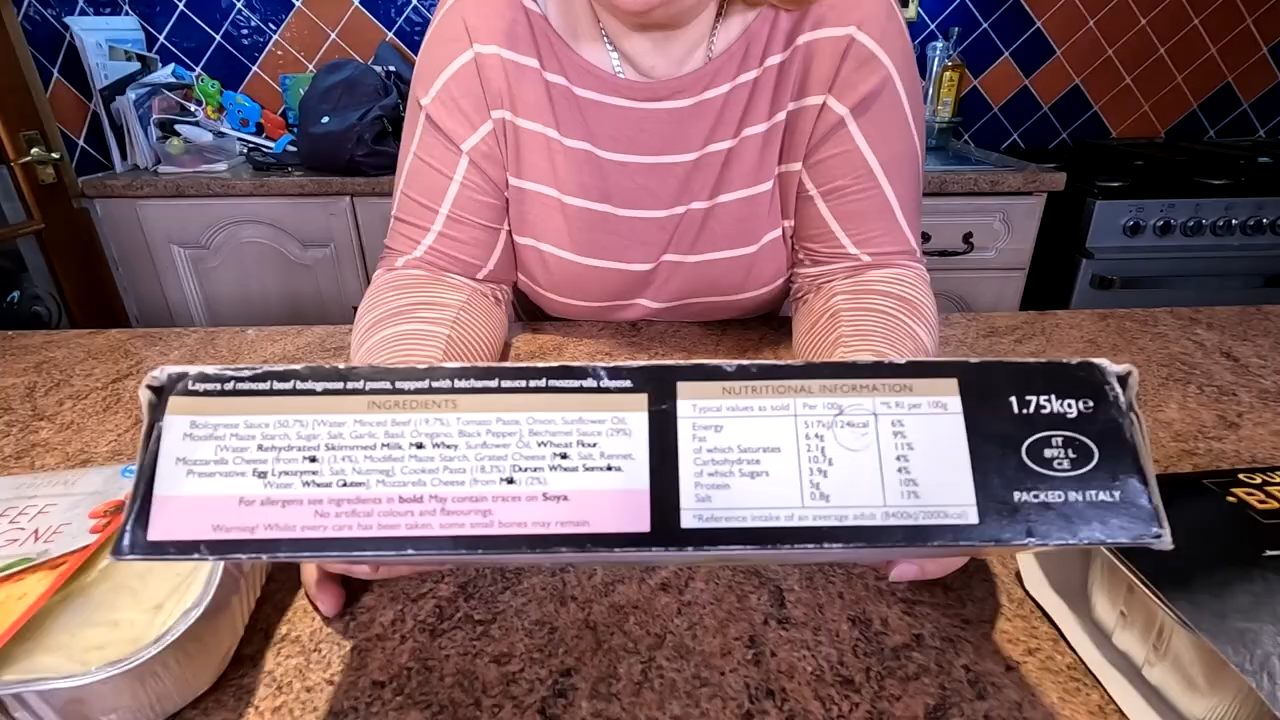 Layers of minced beef bolognese and pasta, topped with béchamel sauce and mozzarella cheese.
INGREDIENTS
Bolognese Sauce (50.7%) [Water, Minced Beef (19.7%), Tomato Paste, Onion, Sunflower Oil,
Modified Maize Starch, Sugar, Salt, Garlic, Basil, Oregano, Black Pepper], Béchamel Sauce (29%)
[Water, Rehydrated Skimmed Milk, Milk Whey, Sunflower Oil, Wheat Flour,
Mozzarella Cheese (from Milk) (3.4%), Modified Maize Starch, Grated Cheese (Milk, Salt, Rennet,
Preservative: Egg Lysozyme), Salt, Nutmeg], Cooked Pasta (18.3%) [Durum Wheat Semolina,
Water, Wheat Gluten], Mozzarella Cheese (from Milk) (2%).
For allergens see ingredients in bold. May contain traces on Soya.
No artificial colours and flavourings.
Warning! Whilst every care has been taken, some small bones may remain.
NUTRITIONAL INFORMATION
Typical values as sold Per 100g *% RI per 100g
Energy 517kJ/124kcal 6%
Fat 6.4g 9%
of which Saturates 2.1g 11%
Carbohydrate 10.7g 4%
of which Sugars 3.9g 4%
Protein 5g 10%
Salt 0.8g 13%
*Reference intake of an average adult (8400kJ/2000kcal)
1.75kg e
IT
892 L
CE
PACKED IN ITALY
EEF
GNE
OU
B